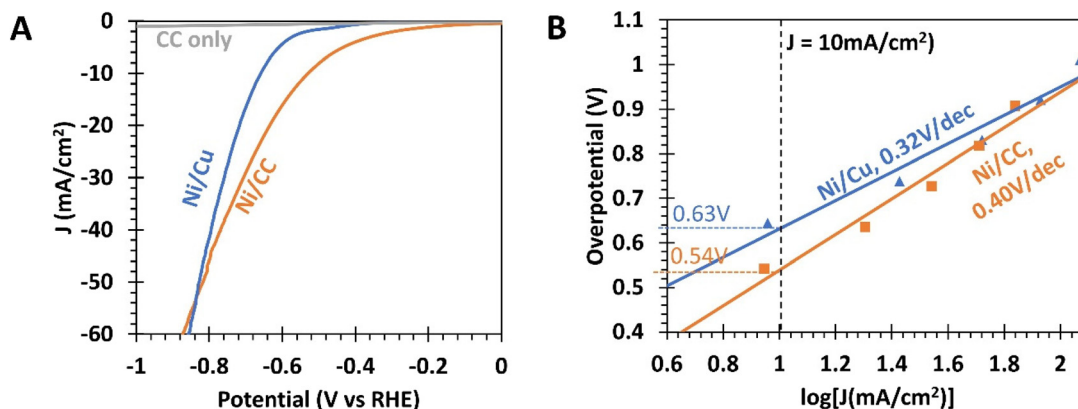 A
0
-10
-20
-30
-40
-50
-60
J (mA/cm²)
CC only
Ni/Cu
Ni/CC
-1
-0.8
-0.6
-0.4
-0.2
0
Potential (V vs RHE)
B
1.1
1
0.9
0.8
0.7
0.6
0.5
0.4
Overpotential (V)
J = 10mA/cm²)
Ni/Cu, 0.32V/dec
Ni/CC,
0.40V/dec
0.63V
0.54V
0.6
0.8
1
1.2
1.4
1.6
1.8
2
log[J(mA/cm²)]